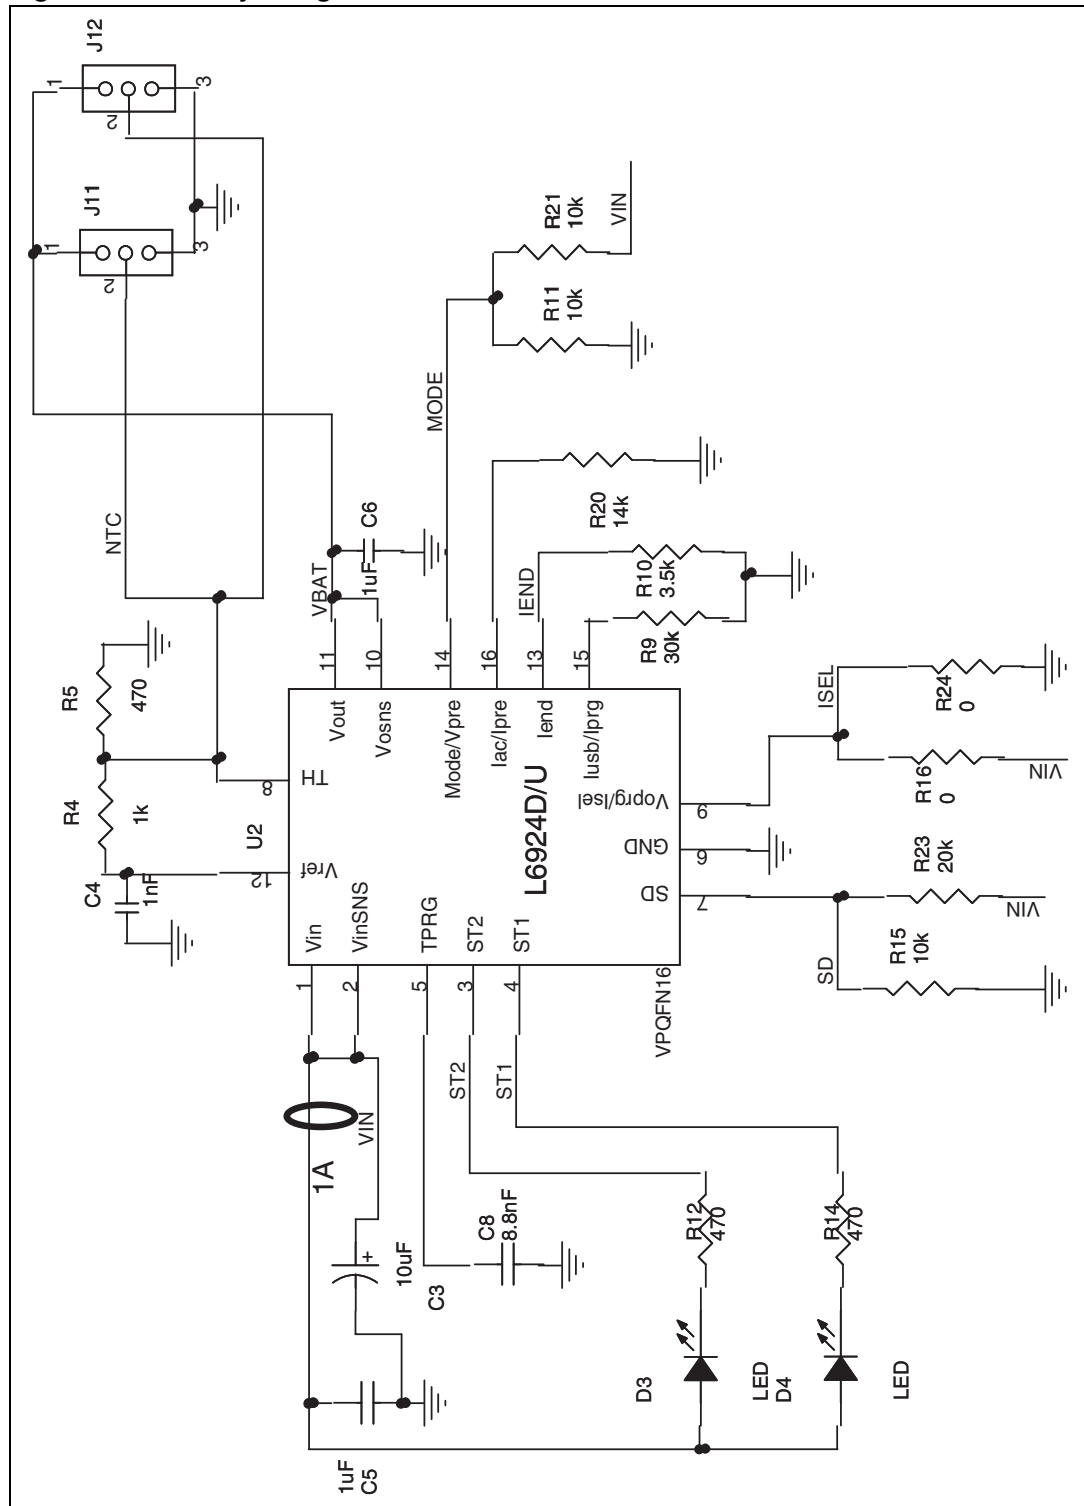 J12
1
3
2
J11
1
3
2
R21
10k
VIN
R11
10k
MODE
NTC
C6
1uF
VBAT
R20
14k
IEND
R10
3.5k
R9
30k
R5
470
R4
1k
C4
1nF
U2
11
10
14
16
13
15
8
12
Vout
Vosns
Mode/Vpre
Iac/Ipre
Iend
Iusb/Iprg
TH
Vref
L6924D/U
Voprg/Isel
GND
SD
9
6
7
Vin
VinSNS
TPRG
ST2
ST1
1
2
5
3
4
VPQFN16
ISEL
R24
0
R16
0
VIN
R23
20k
VIN
R15
10k
SD
VIN
1A
ST2
ST1
+
10uF
C3
C8
8.8nF
R12
470
R14
470
D3
LED
D4
LED
1uF
C5